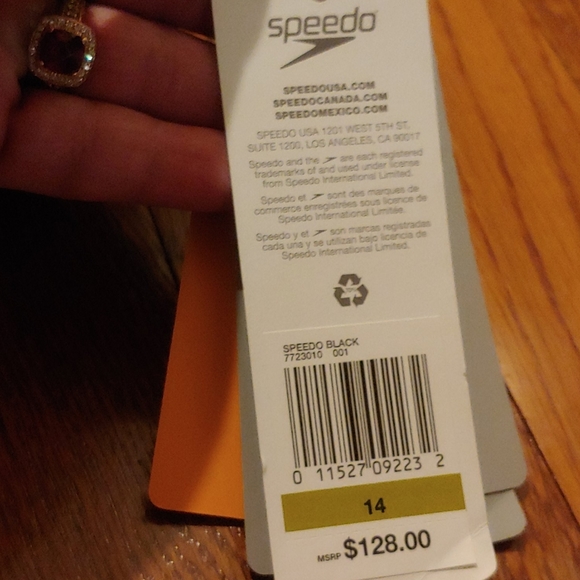 speedo
SPEEDOUSA.COM
SPEEDOCANADA.COM
SPEEDOMEXICO.COM
SPEEDO USA 1201 WEST 5TH ST,
SUITE 1200, LOS ANGELES, CA 90017
Speedo and the are each registered
trademarks of and used under license
from Speedo International Limited.
Speedo et sont des marques de
commerce enregistrées sous licence de
Speedo International Limitée.
Speedo y et son marcas registradas
cada una y se utilizan bajo licencia de
Speedo International Limited.
SPEEDO BLACK
7723010 001
0 11527 09223 2
14
MSRP $128.00